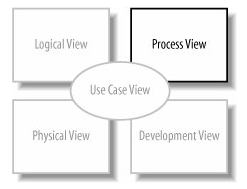 Logical View
Process View
Use Case View
Physical View
Development View